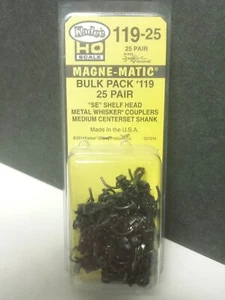 Kadee
HO
SCALE
119-25
25 PAIR
MAGNE-MATIC®
BULK PACK #119
25 PAIR
"SE" SHELF HEAD
METAL WHISKER® COUPLERS
MEDIUM CENTERSET SHANK
Made In the U.S.A